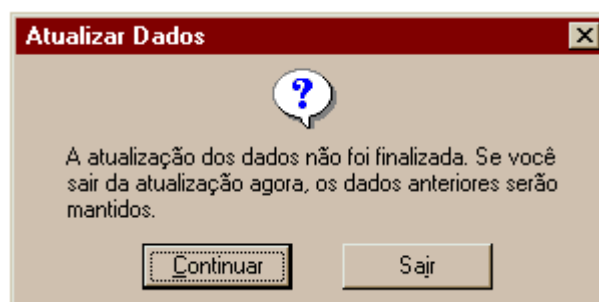 Atualizar Dados
?
A atualização dos dados não foi finalizada. Se você
sair da atualização agora, os dados anteriores serão
mantidos.
Continuar Sair